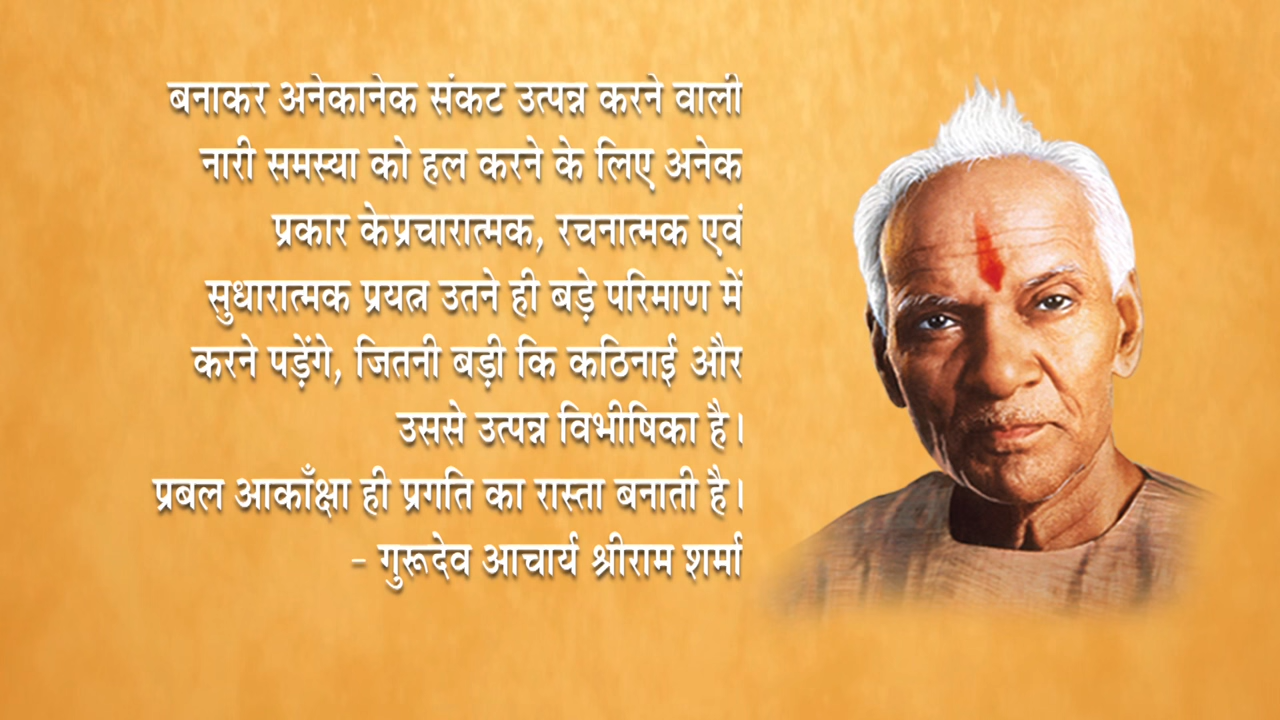 बनाकर अनेकानेक संकट उत्पन्न करने वाली
नारी समस्या को हल करने के लिए अनेक
प्रकार केप्रचारात्मक, रचनात्मक एवं
सुधारात्मक प्रयत्न उतने ही बड़े परिमाण में
करने पड़ेंगे, जितनी बड़ी कि कठिनाई और
उससे उत्पन्न विभीषिका है।
प्रबल आकाँक्षा ही प्रगति का रास्ता बनाती है।
- गुरूदेव आचार्य श्रीराम शर्मा